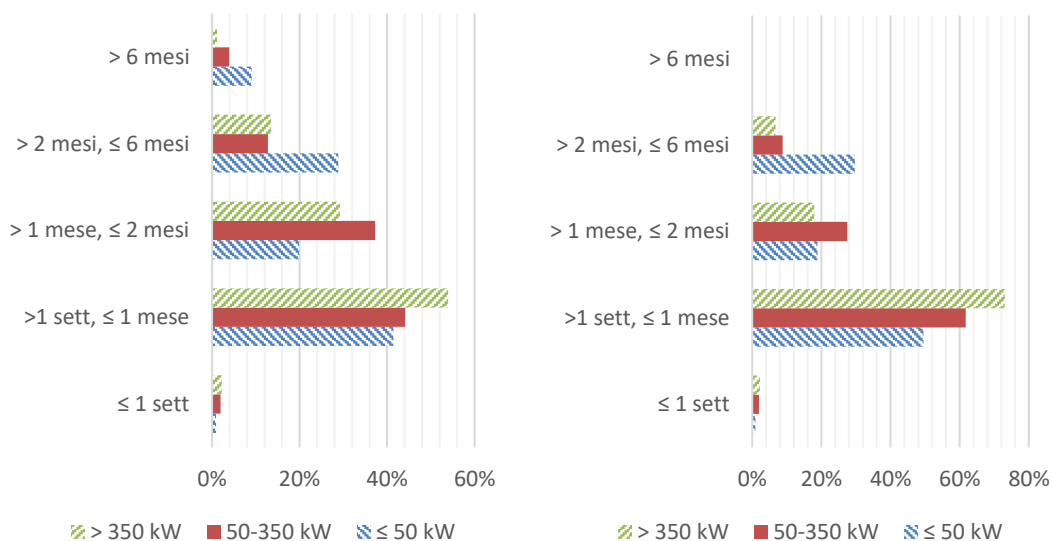 > 6 mesi
> 2 mesi, ≤ 6 mesi
> 1 mese, ≤ 2 mesi
>1 sett, ≤ 1 mese
≤ 1 sett
0% 20% 40% 60%
> 350 kW 50-350 kW ≤ 50 kW
> 6 mesi
> 2 mesi, ≤ 6 mesi
> 1 mese, ≤ 2 mesi
>1 sett, ≤ 1 mese
≤ 1 sett
0% 20% 40% 60% 80%
> 350 kW 50-350 kW ≤ 50 kW